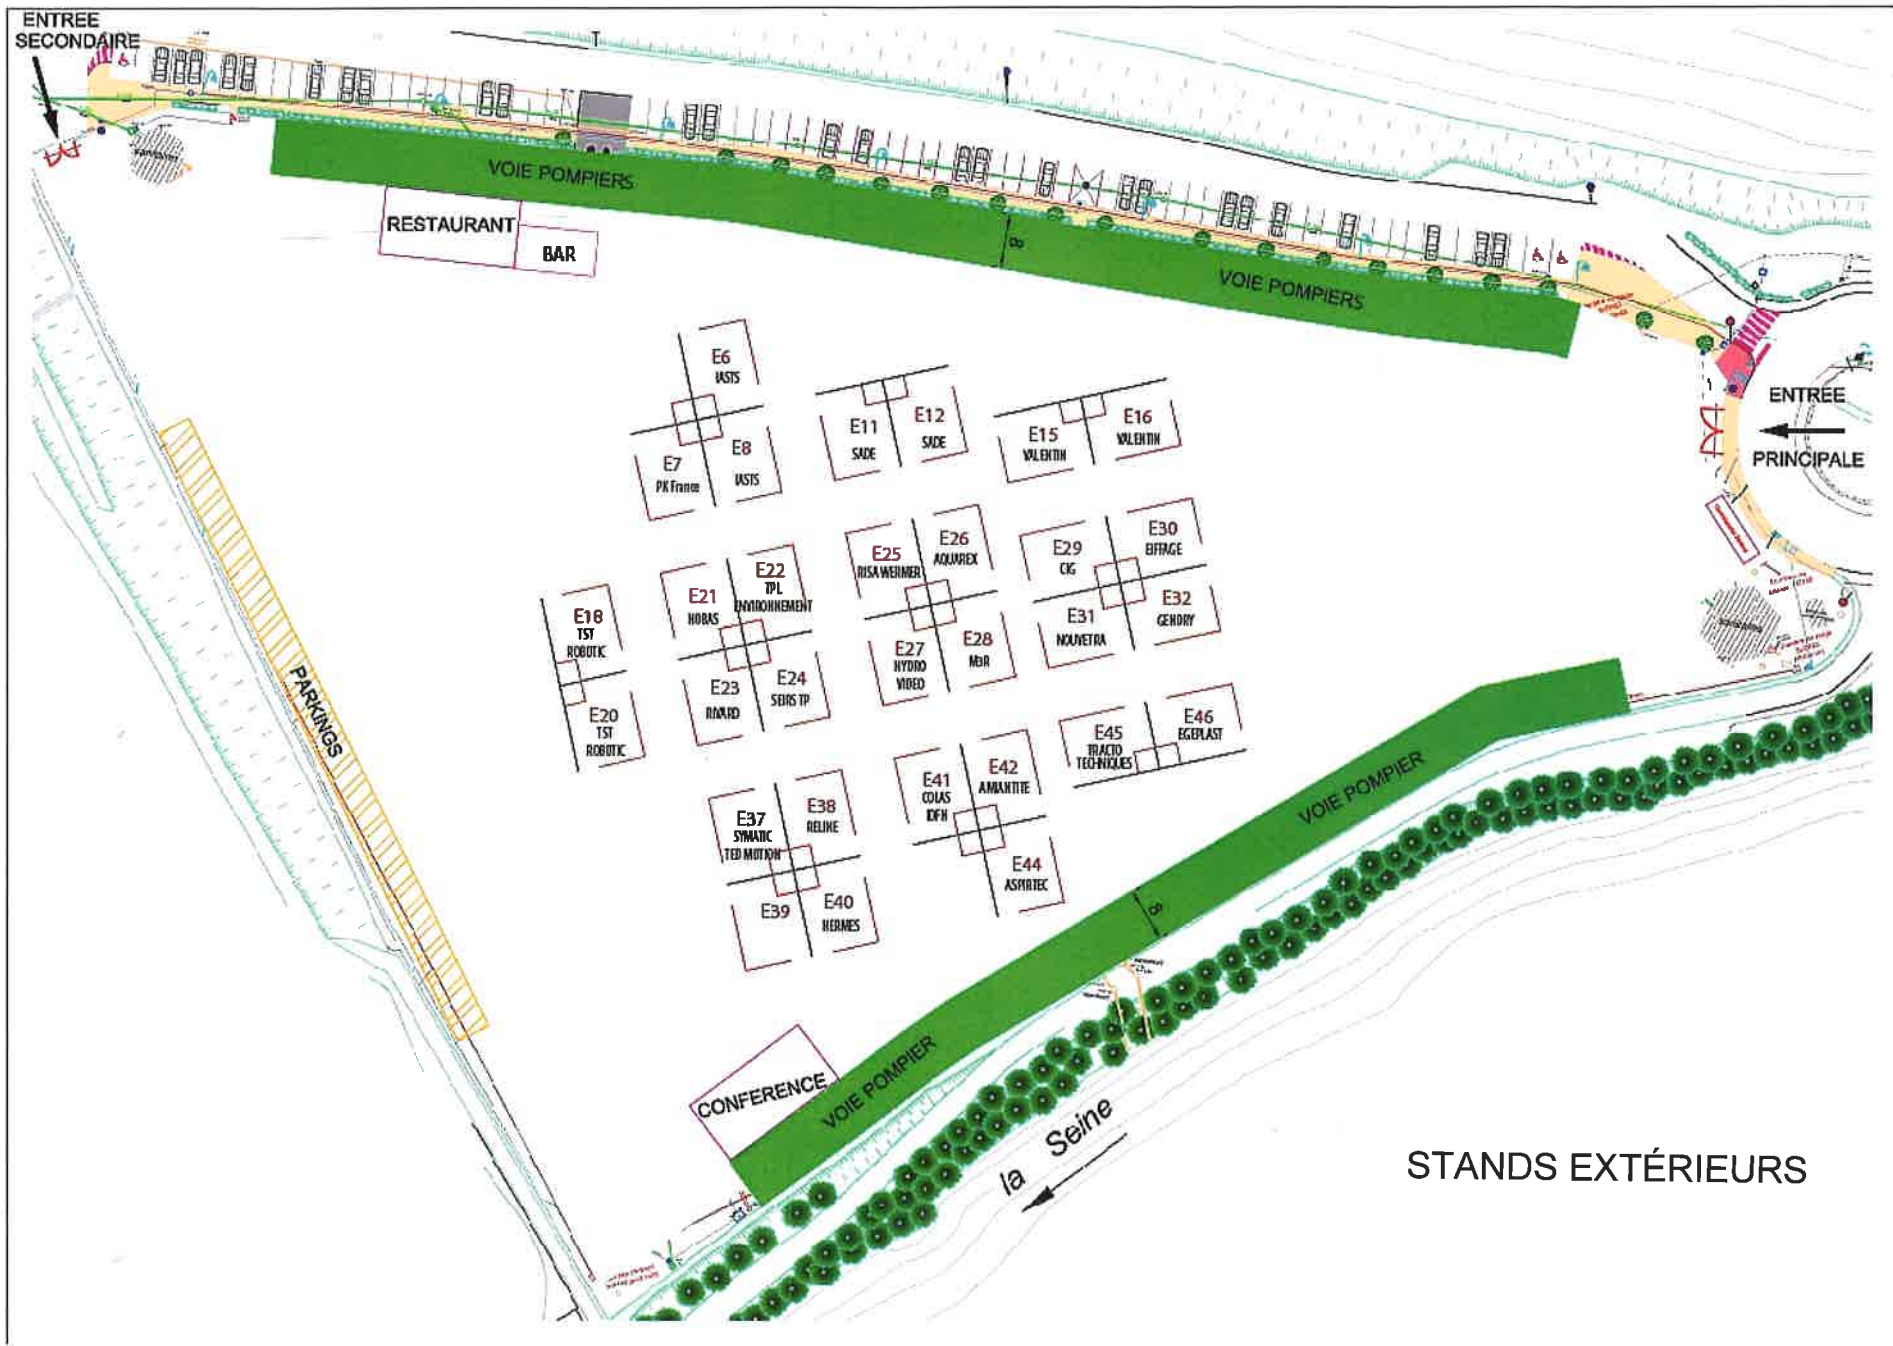 ENTREE
SECONDAIRE
VOIE POMPIERS
RESTAURANT
BAR
8
VOIE POMPIERS
ENTREE
PRINCIPALE
E6
IASTS
E7
PK France
E8
IASTS
E11
SADE
E12
SADE
E15
VALENTIN
E16
VALENTIN
E18
TST
ROBOTIC
E20
TST
ROBOTIC
E21
HOBAS
E22
TPL
ENVIRONNEMENT
E23
RIVARD
E24
SEIRS TP
E25
RISA WERMER
E26
AQUAREX
E27
HYDRO
VIDEO
E28
M3R
E29
CIG
E30
EIFFAGE
E31
NOUVETRA
E32
GENDRY
PARKINGS
E37
SYMATIC
TED MOTION
E38
RELINE
E39
E40
HERMES
E41
COLAS
IDFN
E42
AMIANTITE
E44
ASPIRTEC
E45
TRACTO
TECHNIQUES
E46
EGEPLAST
VOIE POMPIER
8
CONFERENCE
VOIE POMPIER
la Seine
STANDS EXTÉRIEURS